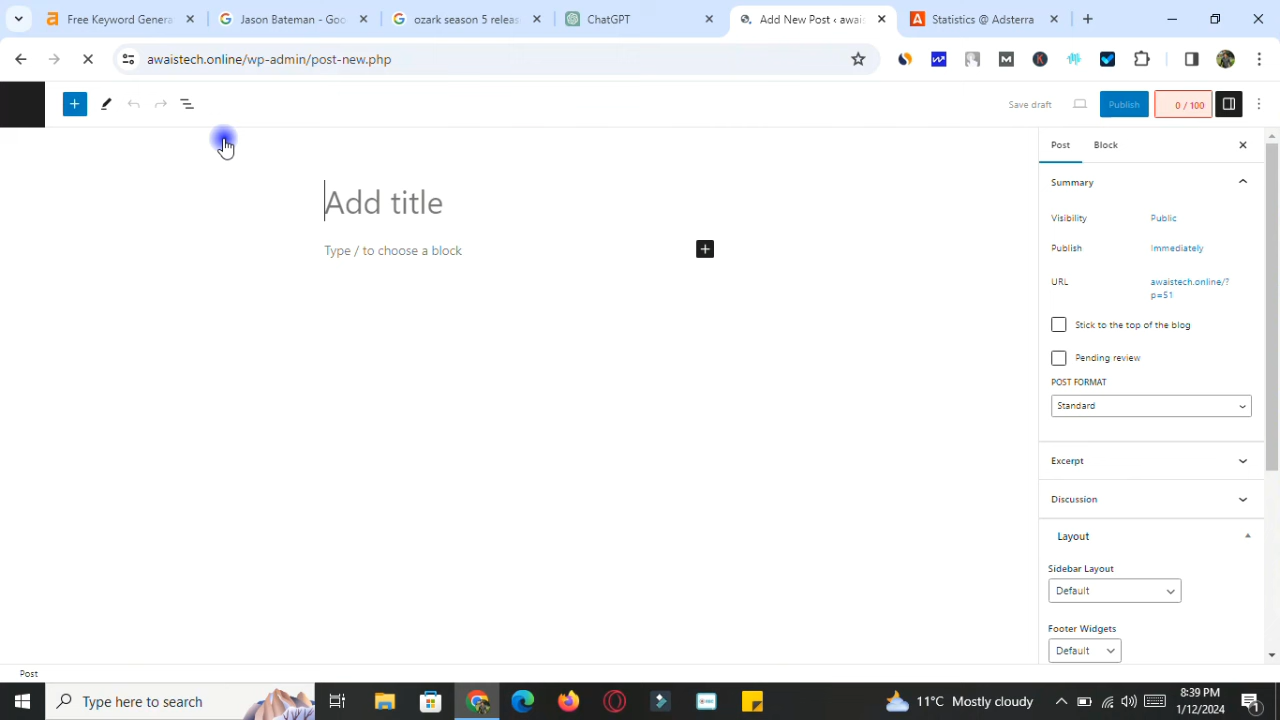 Free Keyword Genera
Jason Bateman - Goo
ozark season 5 releas
ChatGPT
Add New Post ‹ awais
Statistics @ Adsterra
awaistech.online/wp-admin/post-new.php
Save draft
Publish
0 / 100
Add title
Type / to choose a block
Post
Block
Summary
Visibility
Public
Publish
Immediately
URL
awaistech.online/?
p=51
Stick to the top of the blog
Pending review
POST FORMAT
Standard
Excerpt
Discussion
Layout
Sidebar Layout
Default
Footer Widgets
Default
Post
Type here to search
11°C Mostly cloudy
8:39 PM
1/12/2024
1